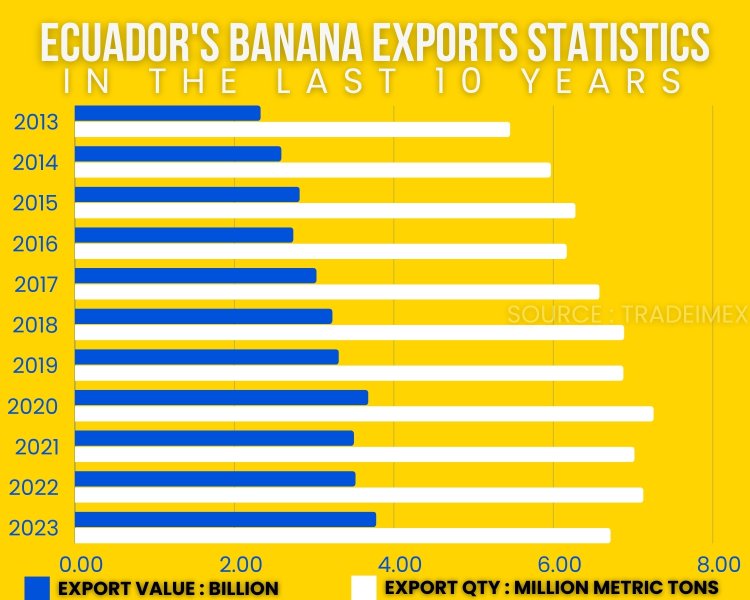 ECUADOR'S BANANA EXPORTS STATISTICS
IN THE LAST 10 YEARS
2013
2014
2015
2016
2017
SOURCE : TRADEIMEX
2018
2019
2020
2021
2022
2023
0.00 2.00 4.00 6.00 8.00
EXPORT VALUE : BILLION EXPORT QTY : MILLION METRIC TONS